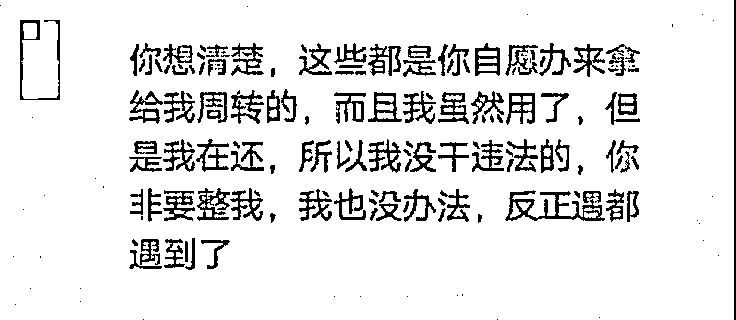 你想清楚，这些都是你自愿办来拿
给我周转的，而且我虽然用了，但
是我在还，所以我没干违法的，你
非要整我，我也没办法，反正遇都
遇到了